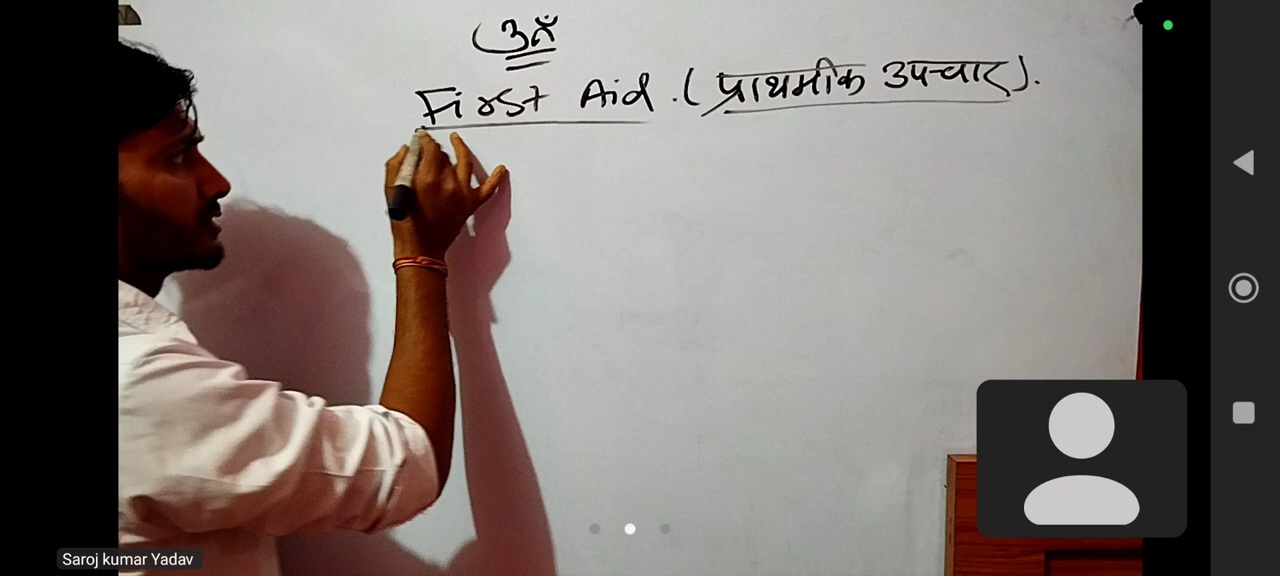 First Aid . ( प्राथमीक उपचार ) .
Saroj kumar Yadav